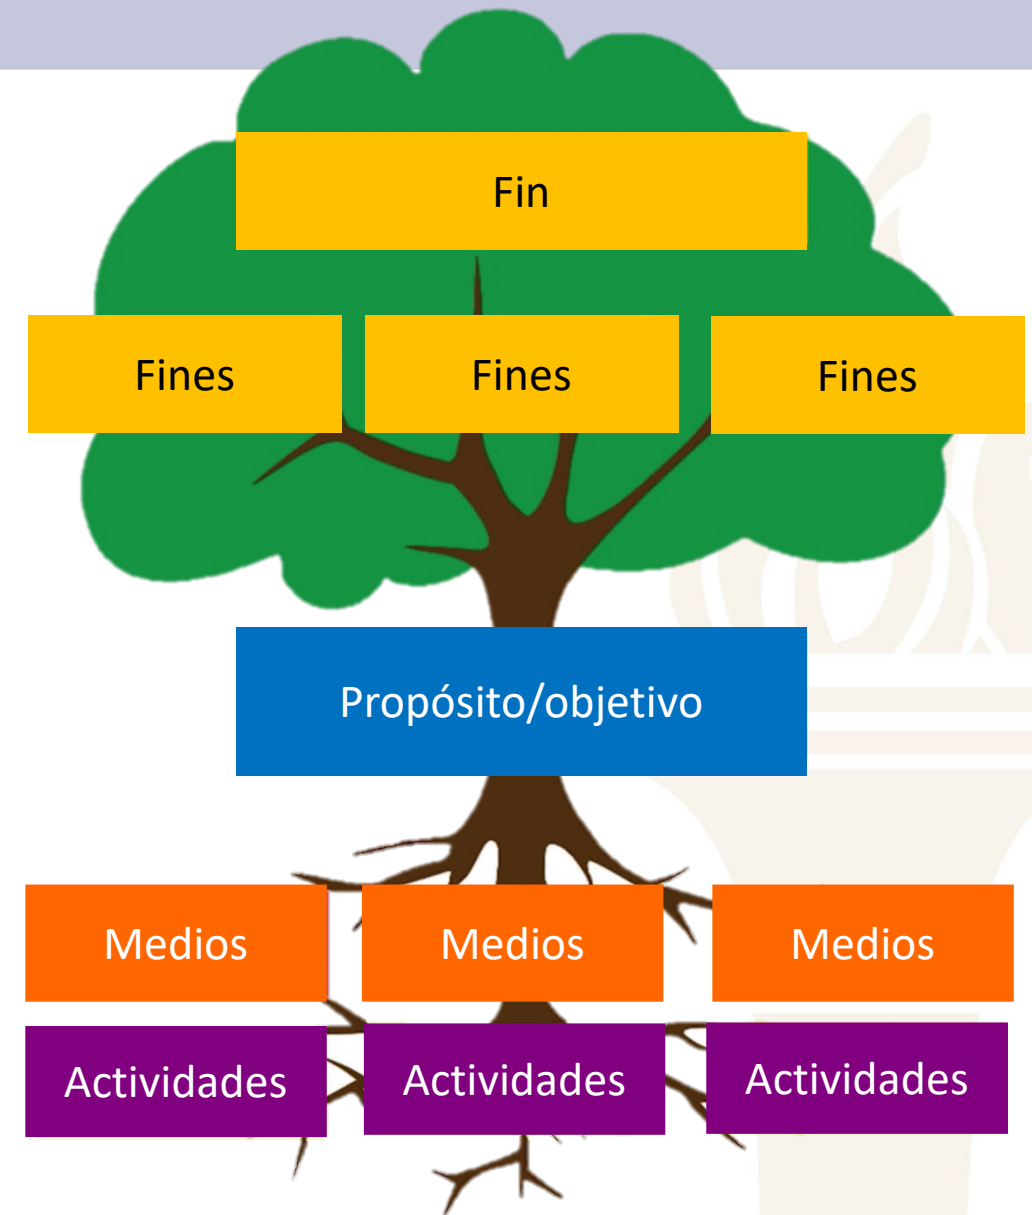 Fin
Fines
Fines
Fines
Propósito/objetivo
Medios
Medios
Medios
Actividades
Actividades
Actividades